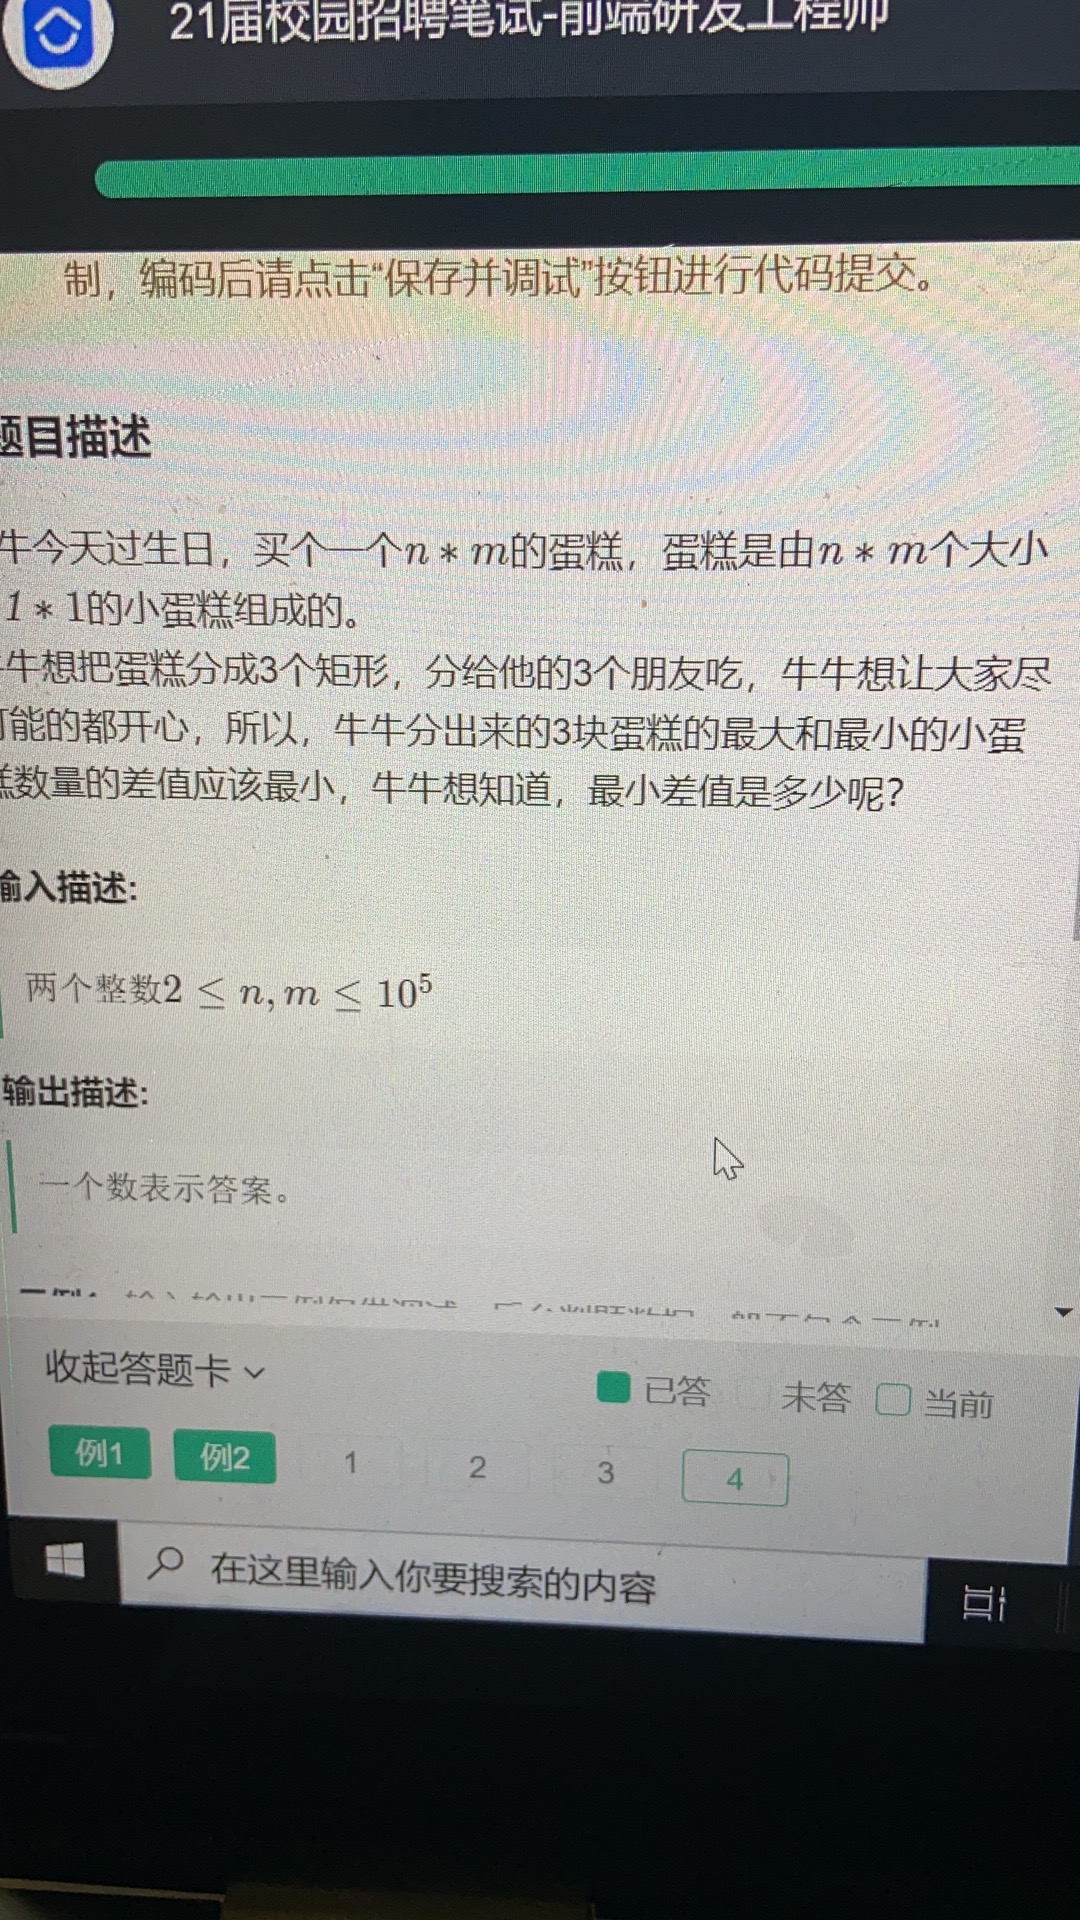 21届校园招聘笔试-前端研发工程师
制，编码后请点击“保存并调试”按钮进行代码提交。
题目描述
牛今天过生日，买个一个n * m的蛋糕，蛋糕是由n * m个大小
1 * 1的小蛋糕组成的。
牛牛想把蛋糕分成3个矩形，分给他的3个朋友吃，牛牛想让大家尽
可能的都开心，所以，牛牛分出来的3块蛋糕的最大和最小的小蛋
糕数量的差值应该最小，牛牛想知道，最小差值是多少呢？
输入描述:
两个整数2 ≤ n, m ≤ 10⁵
输出描述:
一个数表示答案。
收起答题卡
已答 未答 当前
例1 例2 1 2 3 4
在这里输入你要搜索的内容